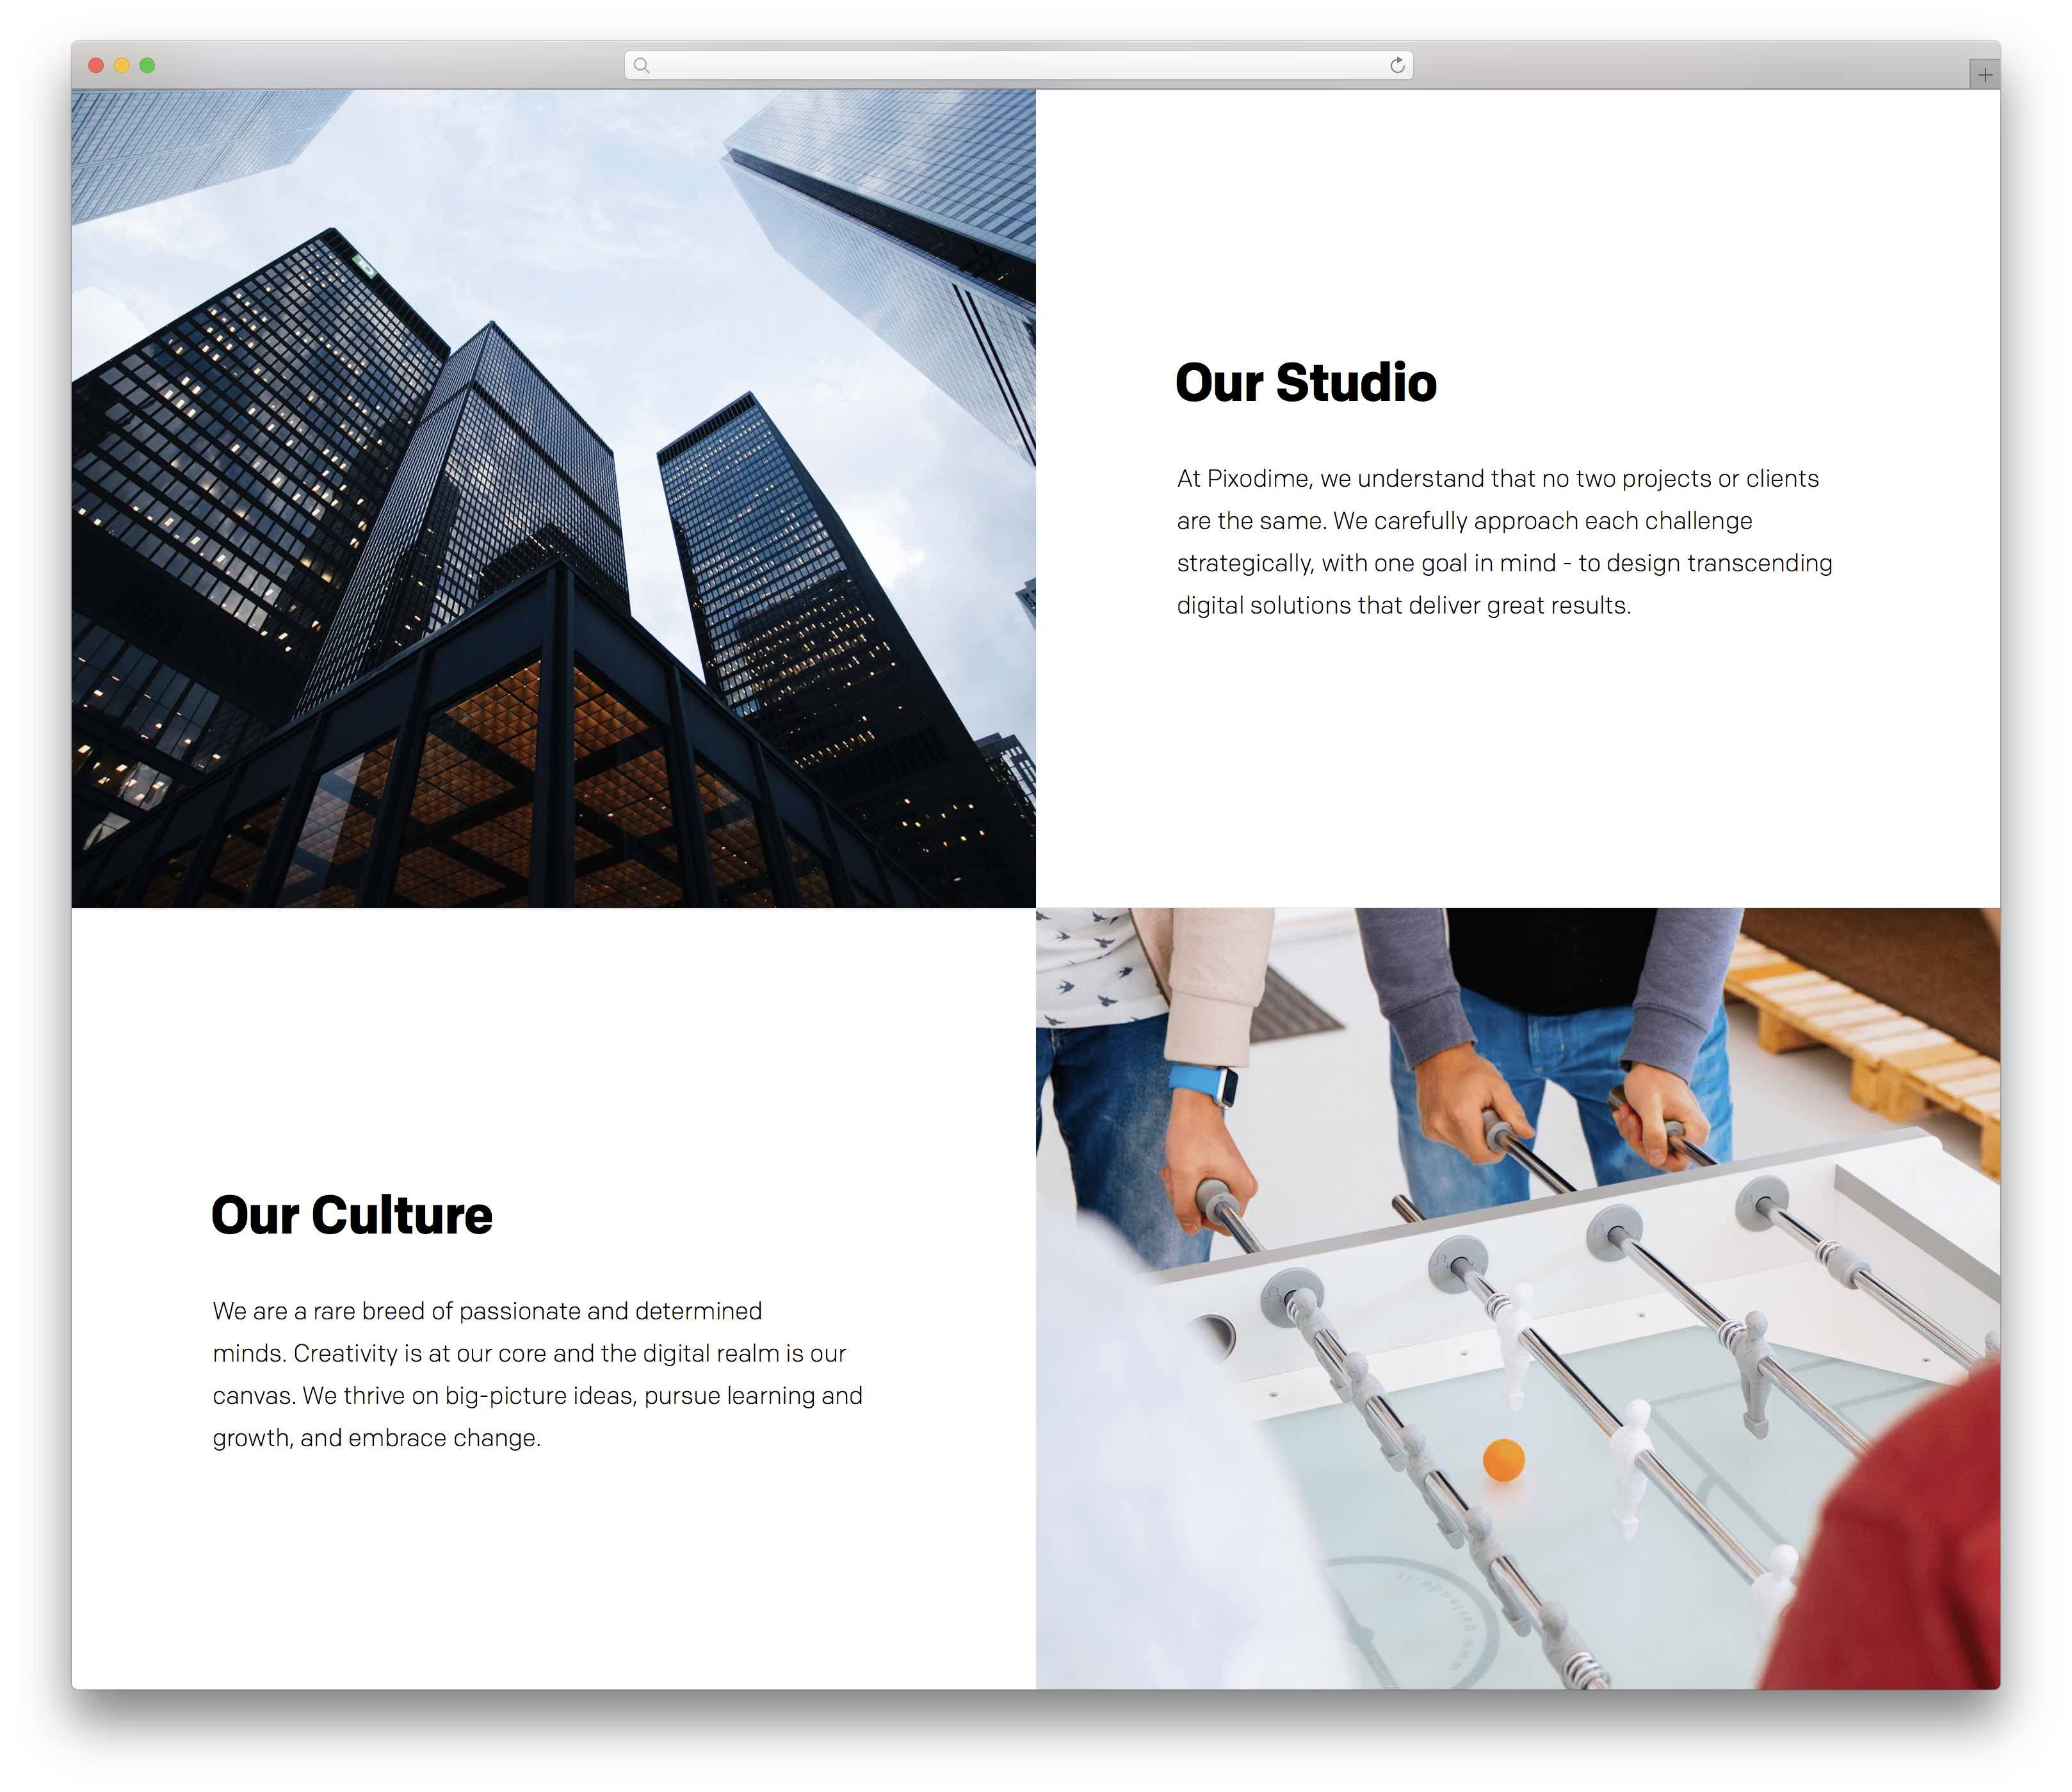 Our Studio
At Pixodime, we understand that no two projects or clients
are the same. We carefully approach each challenge
strategically, with one goal in mind - to design transcending
digital solutions that deliver great results.
Our Culture
We are a rare breed of passionate and determined
minds. Creativity is at our core and the digital realm is our
canvas. We thrive on big-picture ideas, pursue learning and
growth, and embrace change.